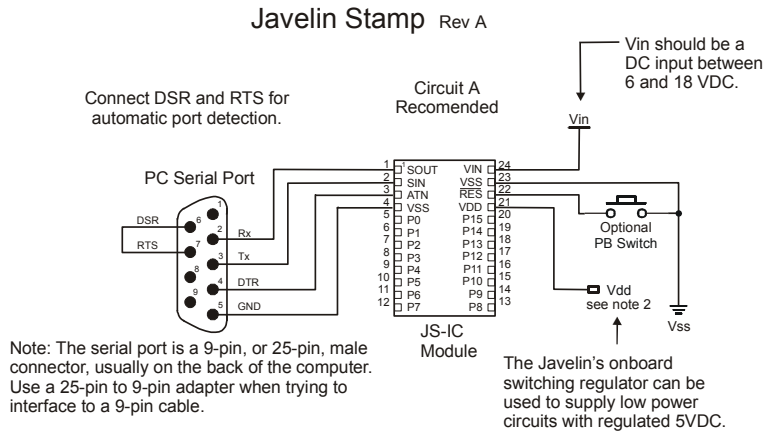 Javelin Stamp Rev A
Vin should be a
DC input between
6 and 18 VDC.
Connect DSR and RTS for
automatic port detection.
Circuit A
Recomended
Vin
PC Serial Port
1 SOUT VIN 24
2 SIN VSS 23
3 ATN RES 22
4 VSS VDD 21
5 P0 P15 20
6 P1 P14 19
7 P2 P13 18
8 P3 P12 17
9 P4 P11 16
10 P5 P10 15
11 P6 P9 14
12 P7 P8 13
1
JS-IC
Module
DSR
RTS
1
6
2
7
3
8
4
9
5
Rx
Tx
DTR
GND
Optional
PB Switch
Vdd
see note 2
Vss
Note: The serial port is a 9-pin, or 25-pin, male
connector, usually on the back of the computer.
Use a 25-pin to 9-pin adapter when trying to
interface to a 9-pin cable.
The Javelin's onboard
switching regulator can be
used to supply low power
circuits with regulated 5VDC.